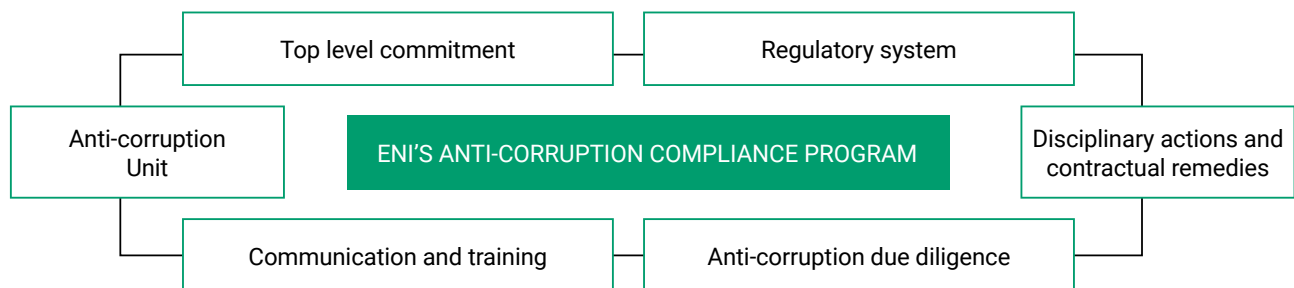 Top level commitment
Regulatory system
Anti-corruption
Unit
ENI’S ANTI-CORRUPTION COMPLIANCE PROGRAM
Disciplinary actions and
contractual remedies
Communication and training
Anti-corruption due diligence